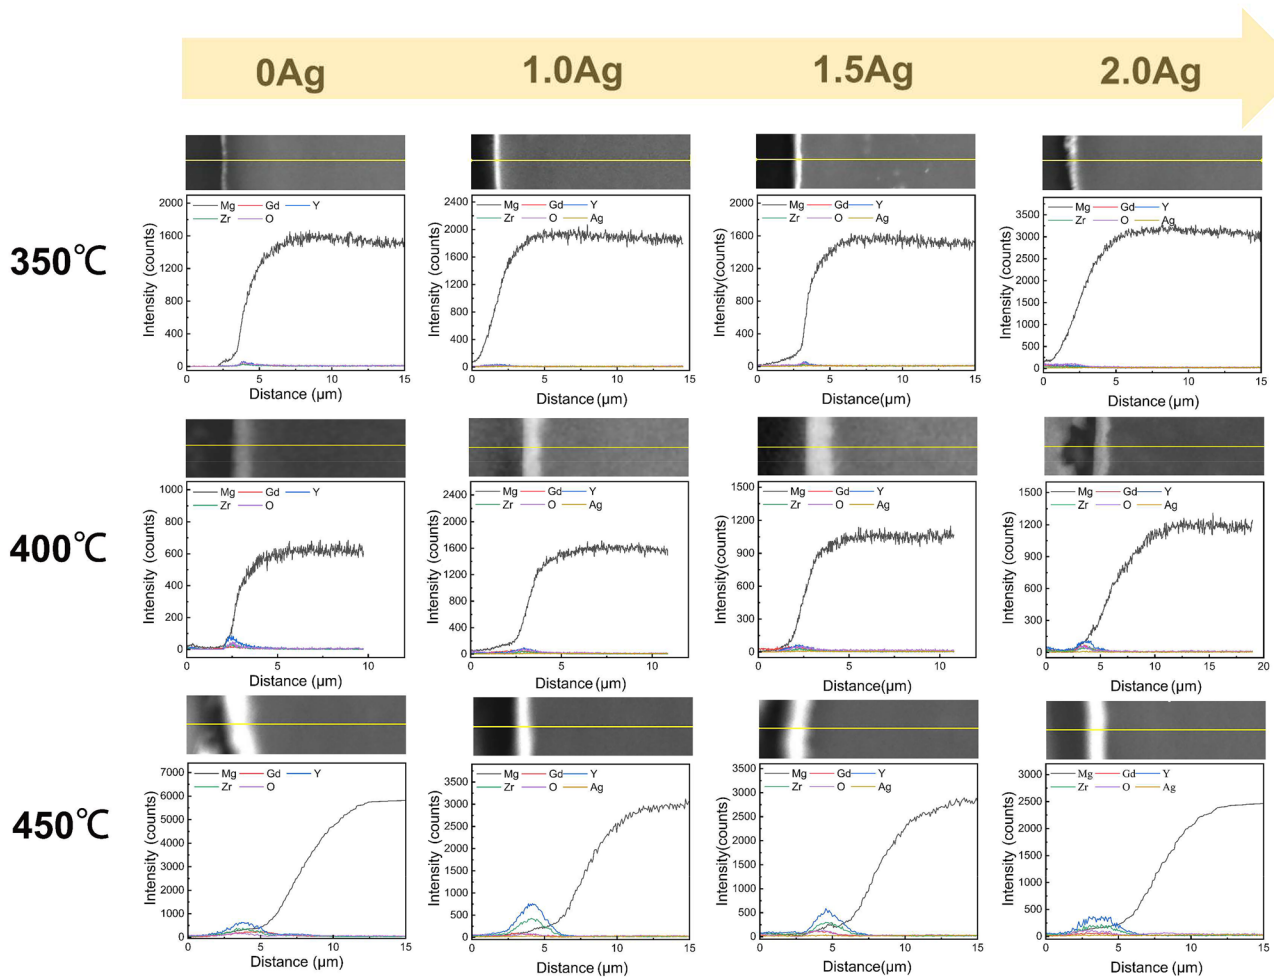 0Ag
1.0Ag
1.5Ag
2.0Ag
350℃
Intensity (counts)
2000
1600
1200
800
400
0
Mg Gd Y
Zr O
0 5 10 15
Distance (μm)
Intensity (counts)
2400
2000
1600
1200
800
400
0
Mg Gd Y
Zr O Ag
0 5 10 15
Distance (μm)
Intensity(counts)
2000
1600
1200
800
400
0
Mg Gd Y
Zr O Ag
0 5 10 15
Distance (μm)
Intensity (counts)
3500
3000
2500
2000
1500
1000
500
0
Mg Gd Y
Zr O Ag
0 5 10 15
Distance (μm)
400℃
Intensity (counts)
1000
800
600
400
200
0
Mg Gd Y
Zr O
0 5 10
Distance (μm)
Intensity (counts)
2400
2000
1600
1200
800
400
0
Mg Gd Y
Zr O Ag
0 5 10
Distance (μm)
Intensity(counts)
1500
1200
900
600
300
0
Mg Gd Y
Zr O Ag
0 5 10
Distance(μm)
Intensity (counts)
1500
1200
900
600
300
0
Mg Gd Y
Zr O Ag
0 5 10 15 20
Distance (μm)
450℃
Intensity (counts)
7000
6000
5000
4000
3000
2000
1000
0
Mg Gd Y
Zr O
0 5 10 15
Distance (μm)
Intensity (counts)
3500
3000
2500
2000
1500
1000
500
0
Mg Gd Y
Zr O Ag
0 5 10 15
Distance (μm)
Intensity(counts)
3500
3000
2500
2000
1500
1000
500
0
Mg Gd Y
Zr O Ag
0 5 10 15
Distance (μm)
Intensity (counts)
3000
2500
2000
1500
1000
500
0
Mg Gd Y
Zr O Ag
0 5 10 15
Distance (μm)